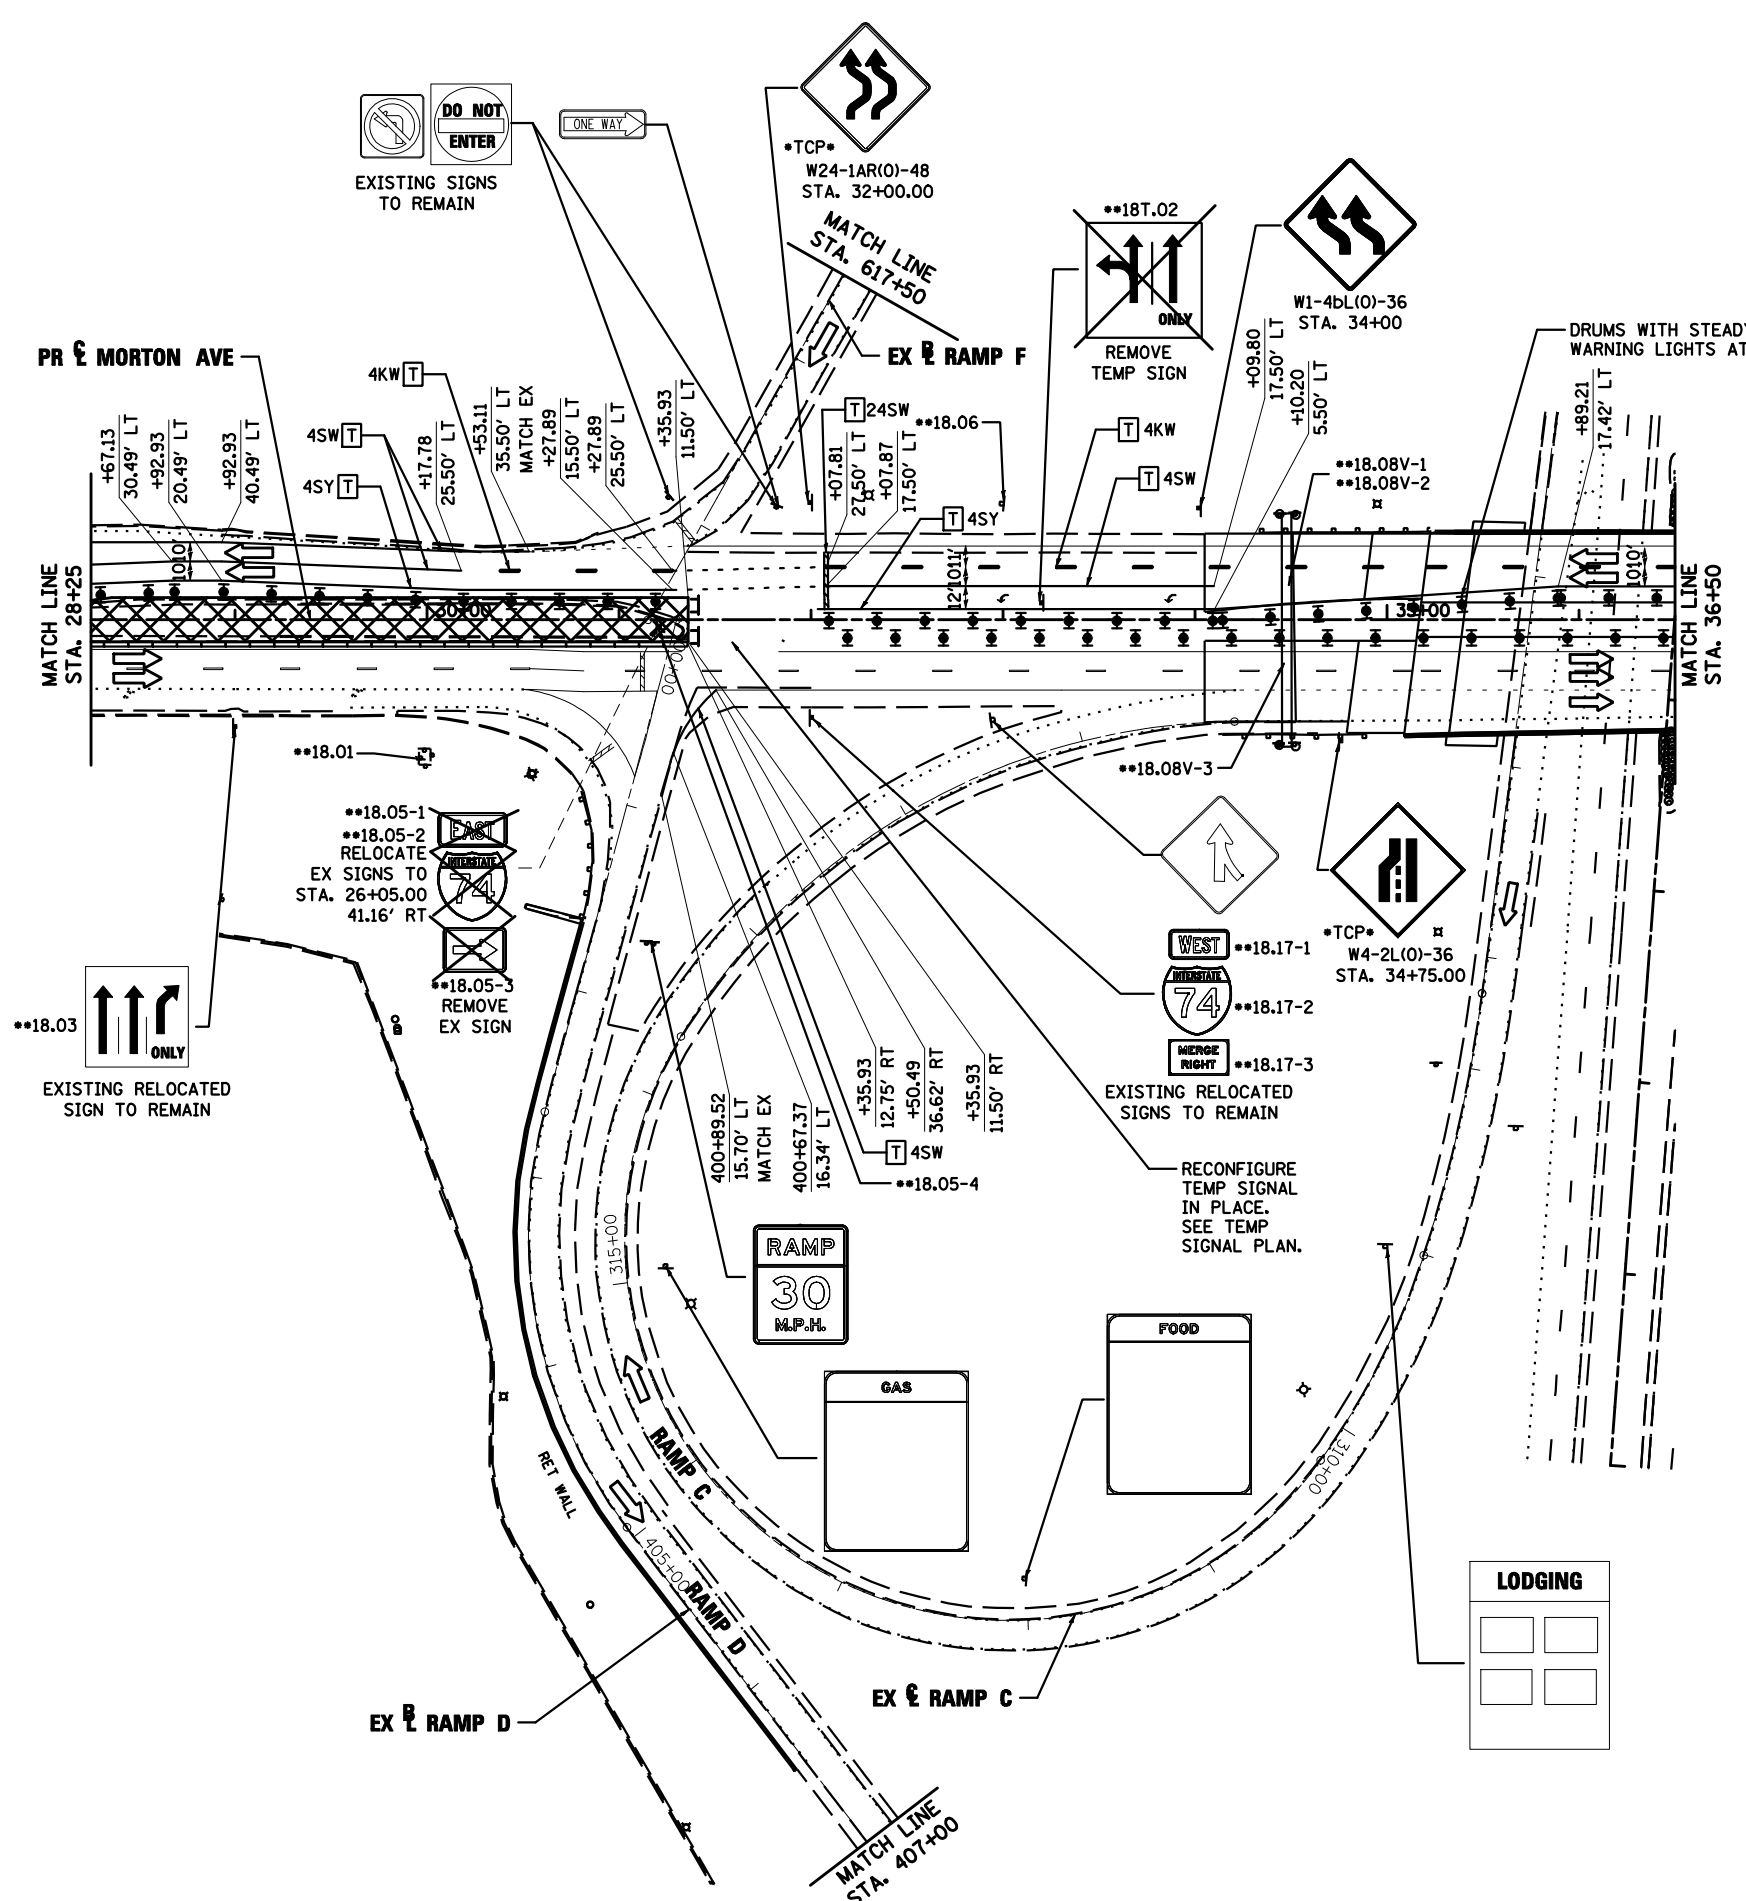 DO NOT
ENTER
EXISTING SIGNS
TO REMAIN
ONE WAY
*TCP*
W24-1AR(O)-48
STA. 32+00.00
MATCH LINE
STA. 617+50
**18T.02
ONLY
REMOVE
TEMP SIGN
W1-4bL(O)-36
STA. 34+00
DRUMS WITH STEADY
WARNING LIGHTS AT
PR ℄ MORTON AVE
EX BL RAMP F
4KW T
4SW T
4SY T
+67.13
30.49' LT
+92.93
20.49' LT
+92.93
40.49' LT
+17.78
25.50' LT
+53.11
35.50' LT
MATCH EX
+27.89
15.50' LT
+27.89
25.50' LT
+35.93
11.50' LT
T 24SW
+07.81
27.50' LT
+07.87
17.50' LT
**18.06
T 4KW
T 4SW
T 4SY
+09.80
17.50' LT
+10.20
5.50' LT
**18.08V-1
**18.08V-2
+89.21
17.42' LT
MATCH LINE
STA. 28+25
10' 10'
30+00
12' 10' 11'
35+00
10' 10'
MATCH LINE
STA. 36+50
**18.01
**18.08V-3
**18.05-1
**18.05-2
RELOCATE
EX SIGNS TO
STA. 26+05.00
41.16' RT
EAST
INTERSTATE
74
**18.05-3
REMOVE
EX SIGN
**18.03
ONLY
EXISTING RELOCATED
SIGN TO REMAIN
*TCP*
W4-2L(O)-36
STA. 34+75.00
WEST
**18.17-1
INTERSTATE
74
**18.17-2
MERGE
RIGHT
**18.17-3
EXISTING RELOCATED
SIGNS TO REMAIN
400+89.52
15.70' LT
MATCH EX
400+67.37
16.34' LT
+35.93
12.75' RT
+50.49
36.62' RT
+35.93
11.50' RT
T 4SW
**18.05-4
RECONFIGURE
TEMP SIGNAL
IN PLACE.
SEE TEMP
SIGNAL PLAN.
315+00
RAMP
30
M.P.H.
GAS
FOOD
RAMP C
RET WALL
310+00
405+00
RAMP D
LODGING
EX ℄ RAMP C
EX BL RAMP D
MATCH LINE
STA. 407+00